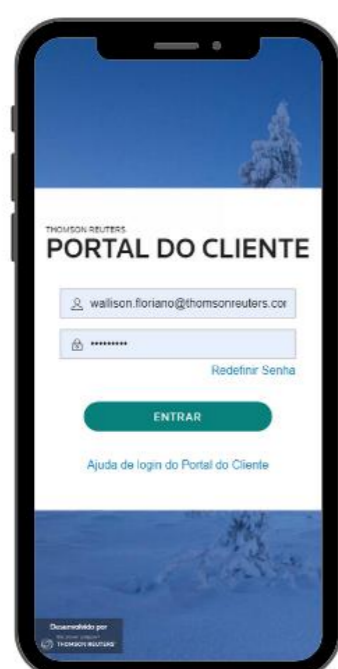 THOMSON REUTERS
PORTAL DO CLIENTE
wallison.floriano@thomsonreuters.cor
•••••••••
Redefinir Senha
ENTRAR
Ajuda de login do Portal do Cliente
Desenvolvido por
THOMSON REUTERS